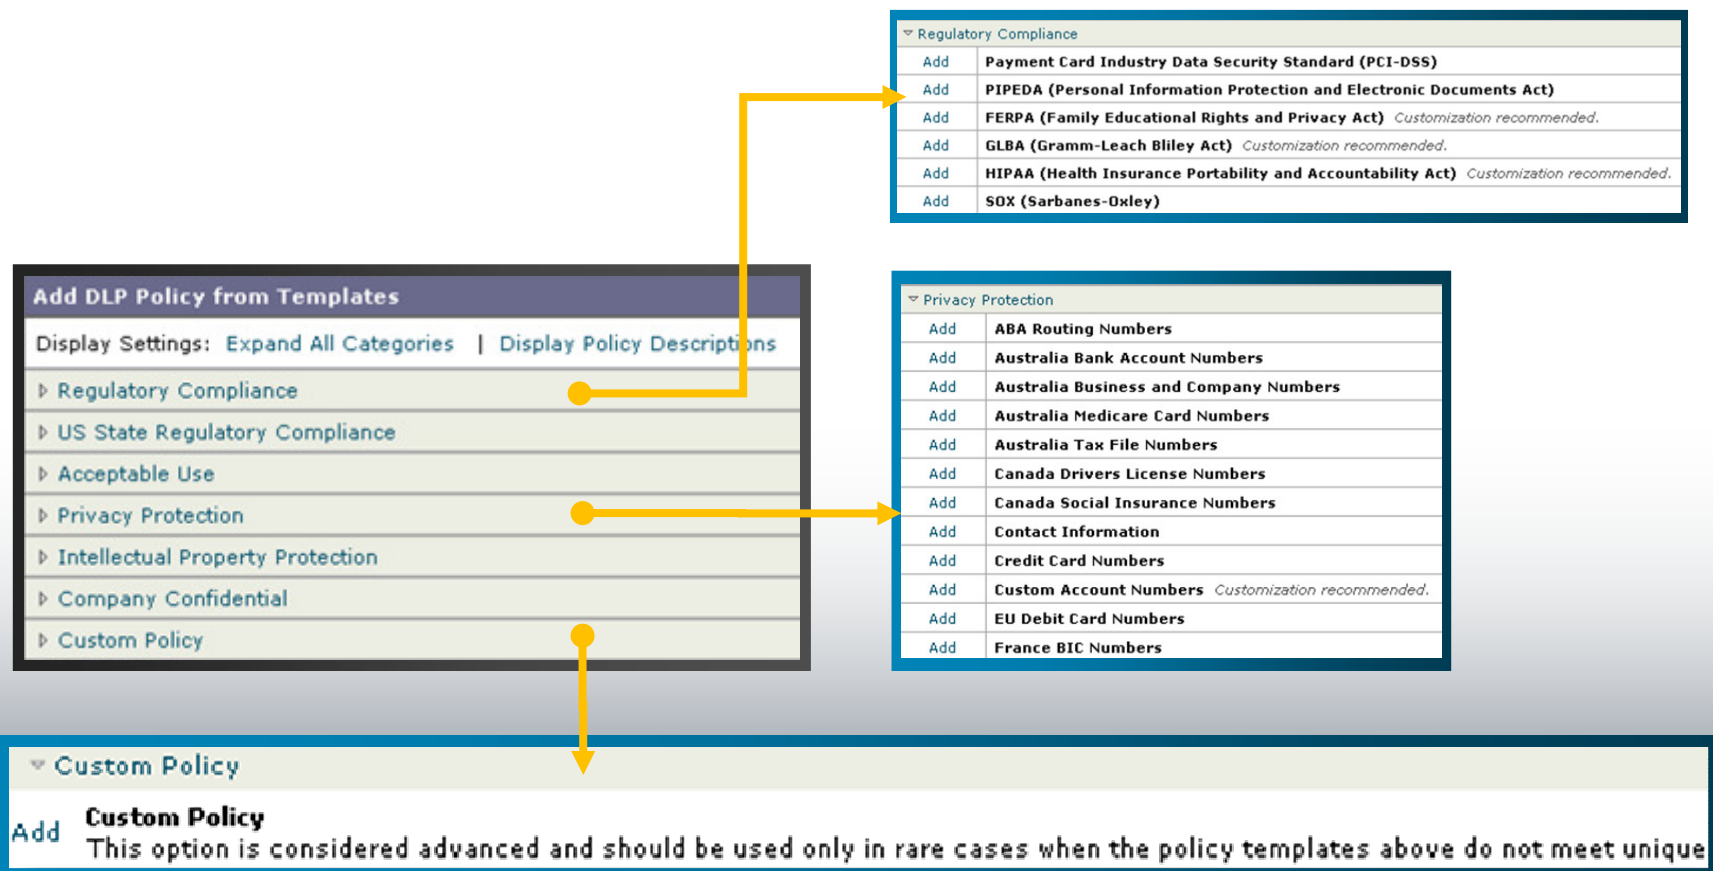 Regulatory Compliance
Add Payment Card Industry Data Security Standard (PCI-DSS)
Add PIPEDA (Personal Information Protection and Electronic Documents Act)
Add FERPA (Family Educational Rights and Privacy Act) Customization recommended.
Add GLBA (Gramm-Leach Bliley Act) Customization recommended.
Add HIPAA (Health Insurance Portability and Accountability Act) Customization recommended.
Add SOX (Sarbanes-Oxley)
Add DLP Policy from Templates
Display Settings: Expand All Categories | Display Policy Descriptions
Regulatory Compliance
US State Regulatory Compliance
Acceptable Use
Privacy Protection
Intellectual Property Protection
Company Confidential
Custom Policy
Privacy Protection
Add ABA Routing Numbers
Add Australia Bank Account Numbers
Add Australia Business and Company Numbers
Add Australia Medicare Card Numbers
Add Australia Tax File Numbers
Add Canada Drivers License Numbers
Add Canada Social Insurance Numbers
Add Contact Information
Add Credit Card Numbers
Add Custom Account Numbers Customization recommended.
Add EU Debit Card Numbers
Add France BIC Numbers
Custom Policy
Add Custom Policy
This option is considered advanced and should be used only in rare cases when the policy templates above do not meet unique